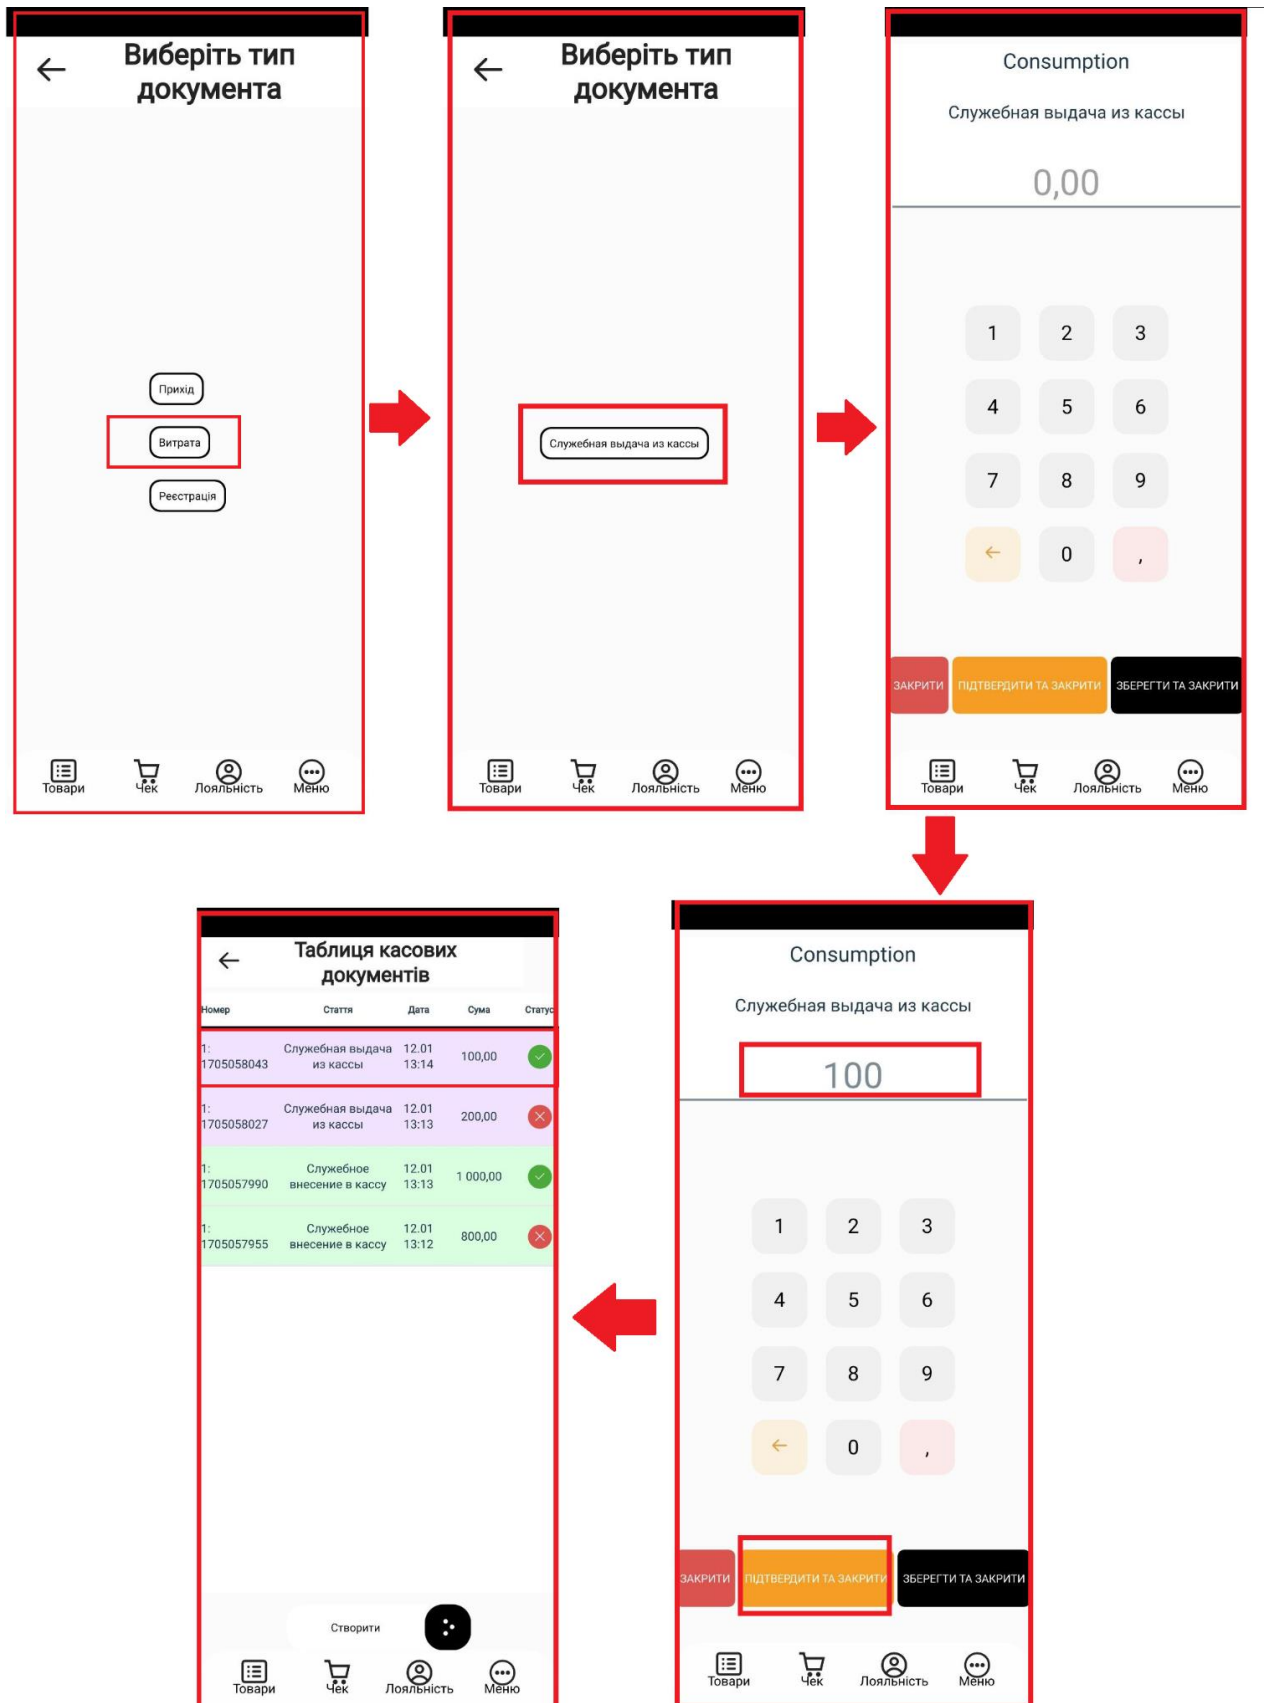 Виберіть тип
документа
Прихід
Витрата
Реєстрація
Товари
Чек
Лояльність
Меню
Виберіть тип
документа
Служебная выдача из кассы
Товари
Чек
Лояльність
Меню
Consumption
Служебная выдача из кассы
0,00
1 2 3
4 5 6
7 8 9
0 ,
ЗАКРИТИ ПІДТВЕРДИТИ ТА ЗАКРИТИ ЗБЕРЕГТИ ТА ЗАКРИТИ
Товари
Чек
Лояльність
Меню
Consumption
Служебная выдача из кассы
100
1 2 3
4 5 6
7 8 9
0 ,
ЗАКРИТИ ПІДТВЕРДИТИ ТА ЗАКРИТИ ЗБЕРЕГТИ ТА ЗАКРИТИ
Товари
Чек
Лояльність
Меню
Таблиця касових
документів
Номер Стаття Дата Сума Статус
1: Служебная выдача 12.01
1705058043 из кассы 13:14 100,00
1: Служебная выдача 12.01
1705058027 из кассы 13:13 200,00
1: Служебное 12.01
1705057990 внесение в кассу 13:13 1 000,00
1: Служебное 12.01
1705057955 внесение в кассу 13:12 800,00
Створити
Товари
Чек
Лояльність
Меню